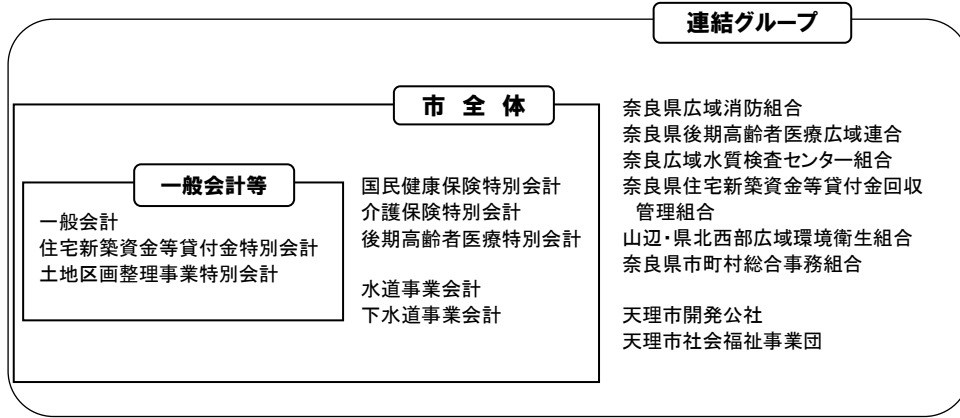 連結グループ
市 全 体
一般会計等
一般会計
住宅新築資金等貸付金特別会計
土地区画整理事業特別会計
国民健康保険特別会計
介護保険特別会計
後期高齢者医療特別会計
水道事業会計
下水道事業会計
奈良県広域消防組合
奈良県後期高齢者医療広域連合
奈良広域水質検査センター組合
奈良県住宅新築資金等貸付金回収
管理組合
山辺・県北西部広域環境衛生組合
奈良県市町村総合事務組合
天理市開発公社
天理市社会福祉事業団